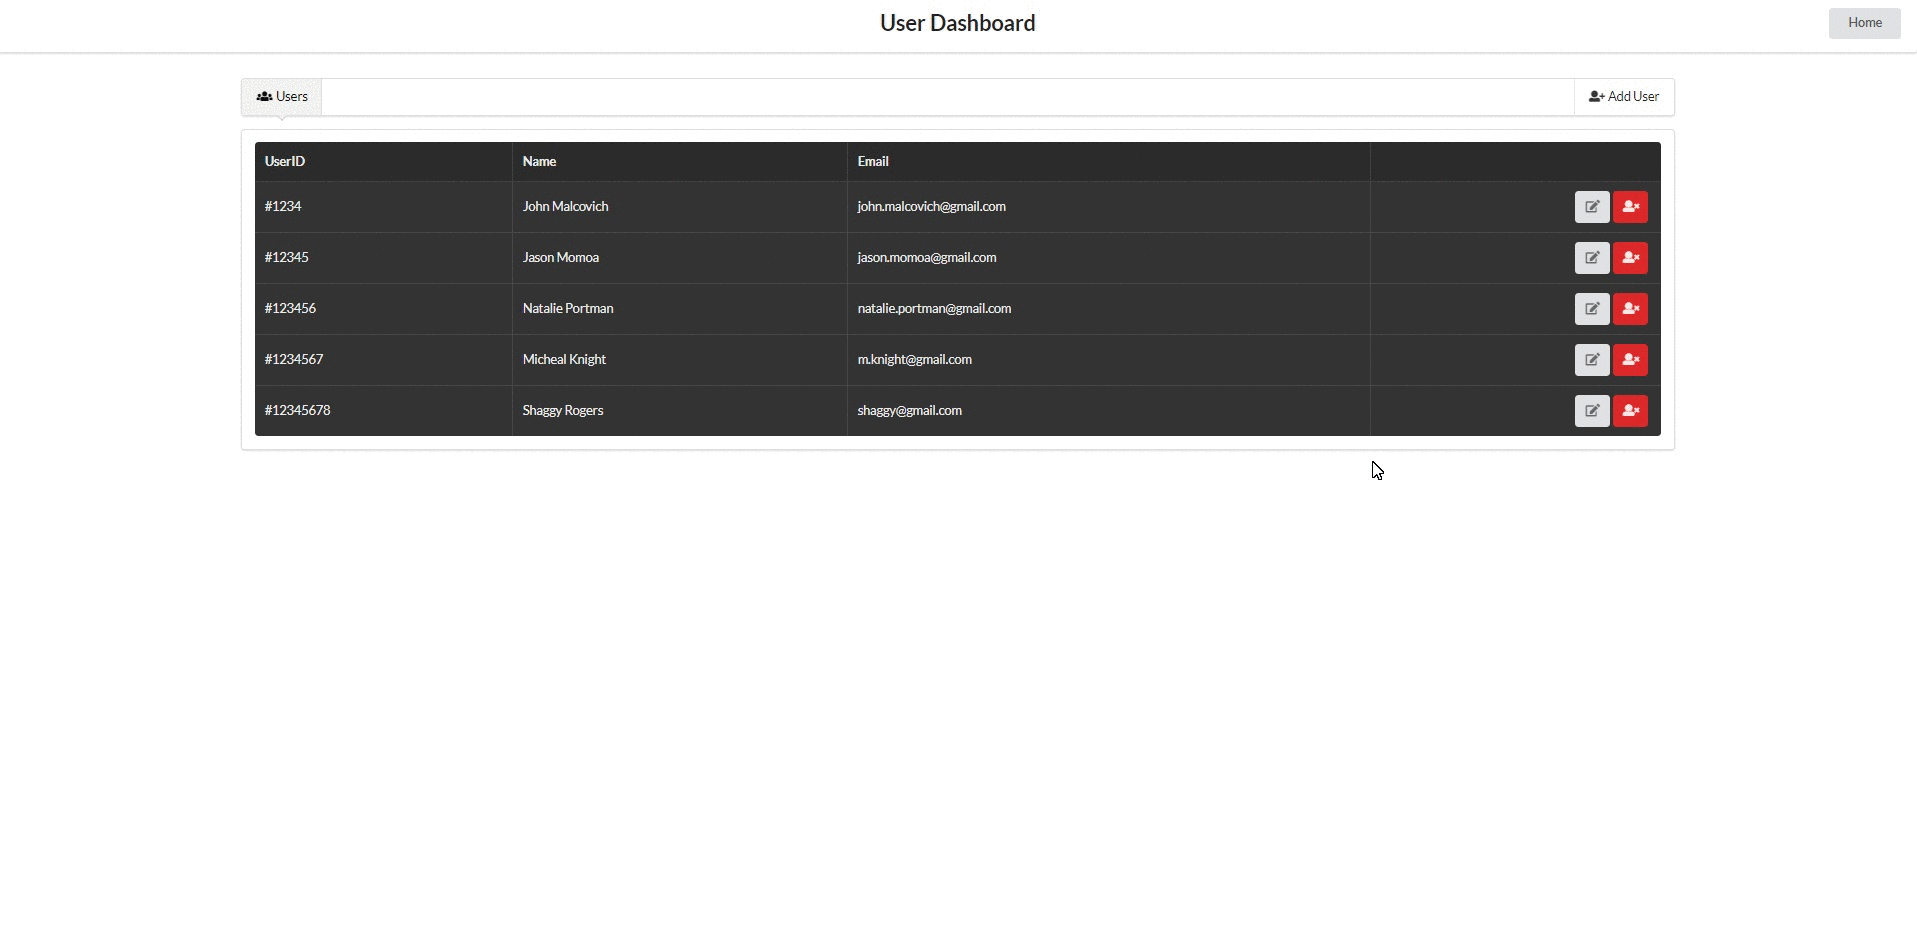 User Dashboard
Home
Users
Add User
UserID Name Email
#1234 John Malcovich john.malcovich@gmail.com
#12345 Jason Momoa jason.momoa@gmail.com
#123456 Natalie Portman natalie.portman@gmail.com
#1234567 Micheal Knight m.knight@gmail.com
#12345678 Shaggy Rogers shaggy@gmail.com